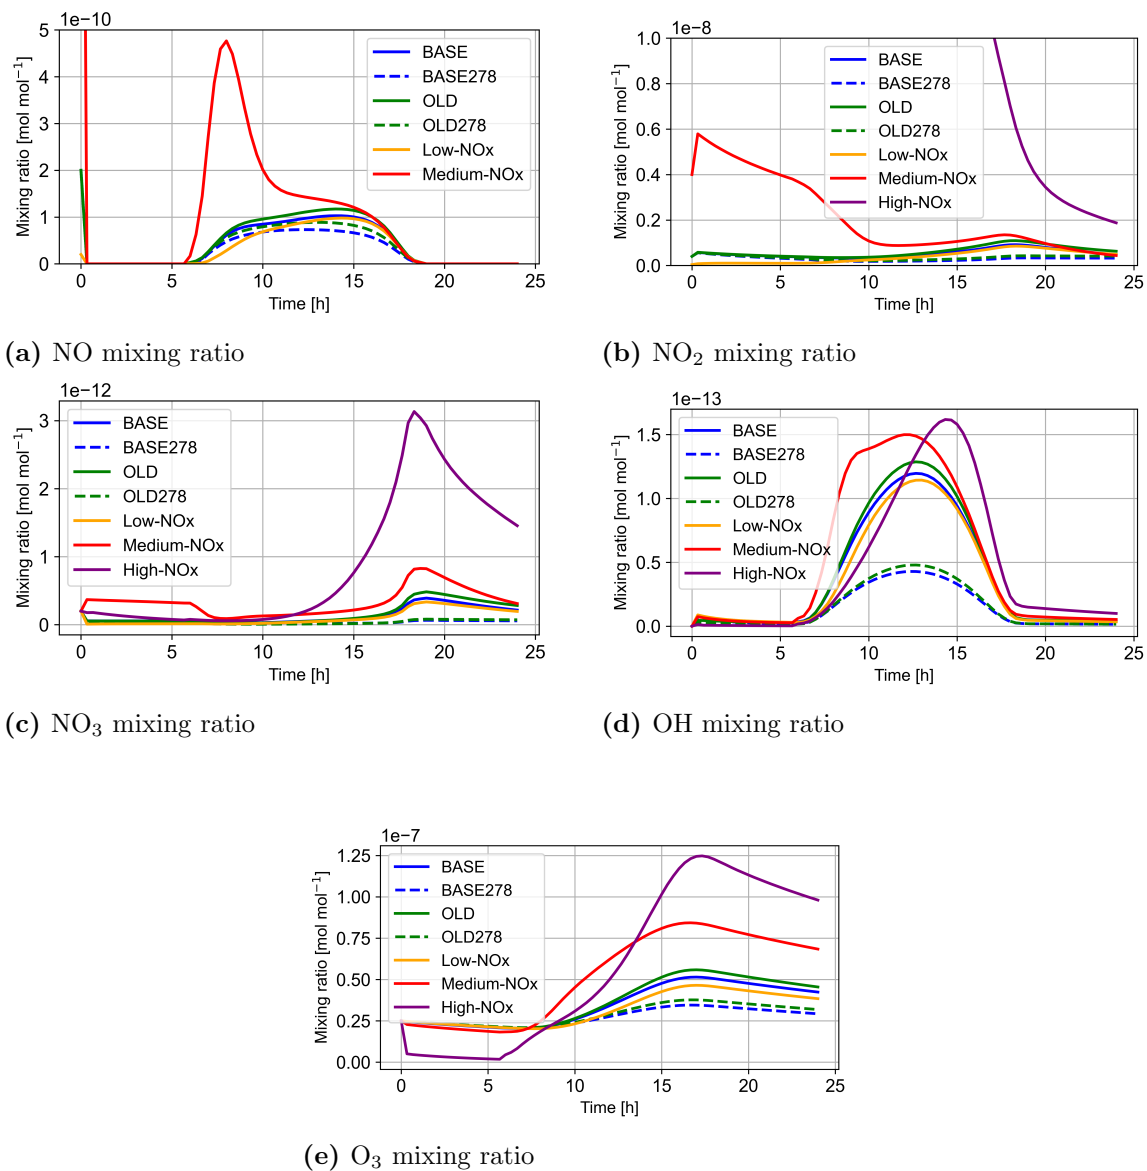 1e−10
Mixing ratio [mol mol⁻¹]
5
4
3
2
1
0
BASE
BASE278
OLD
OLD278
Low-NOx
Medium-NOx
0 5 10 15 20 25
Time [h]
(a) NO mixing ratio
1e−8
Mixing ratio [mol mol⁻¹]
1.0
0.8
0.6
0.4
0.2
0.0
BASE
BASE278
OLD
OLD278
Low-NOx
Medium-NOx
High-NOx
0 5 10 15 20 25
Time [h]
(b) NO₂ mixing ratio
1e−12
Mixing ratio [mol mol⁻¹]
3
2
1
0
BASE
BASE278
OLD
OLD278
Low-NOx
Medium-NOx
High-NOx
0 5 10 15 20 25
Time [h]
(c) NO₃ mixing ratio
1e−13
Mixing ratio [mol mol⁻¹]
1.5
1.0
0.5
0.0
BASE
BASE278
OLD
OLD278
Low-NOx
Medium-NOx
High-NOx
0 5 10 15 20 25
Time [h]
(d) OH mixing ratio
1e−7
Mixing ratio [mol mol⁻¹]
1.25
1.00
0.75
0.50
0.25
0.00
BASE
BASE278
OLD
OLD278
Low-NOx
Medium-NOx
High-NOx
0 5 10 15 20 25
Time [h]
(e) O₃ mixing ratio